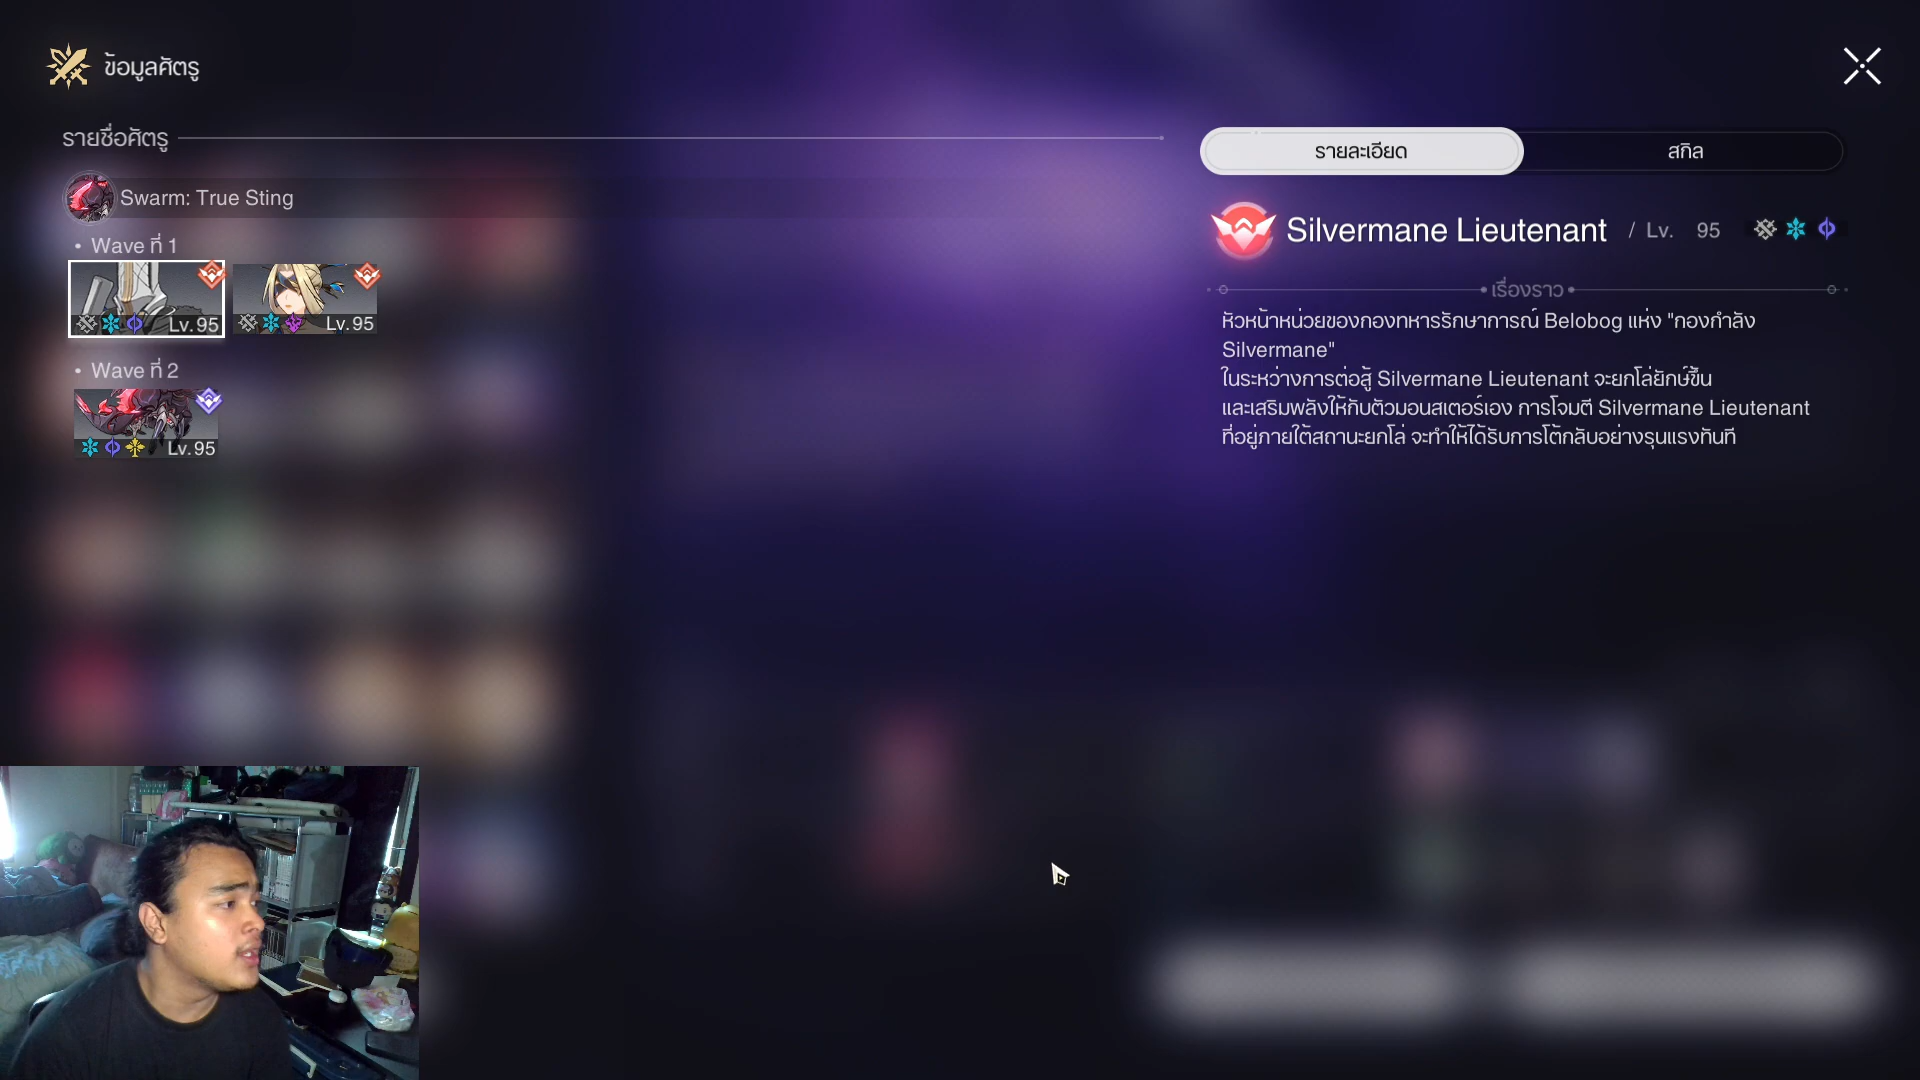 ข้อมูลศัตรู
รายชื่อศัตรู
Swarm: True Sting
• Wave ที่ 1
Lv.95
Lv.95
• Wave ที่ 2
Lv.95
รายละเอียด
สกิล
Silvermane Lieutenant / Lv. 95
เรื่องราว
หัวหน้าหน่วยของกองทหารรักษาการณ์ Belobog แห่ง "กองกำลัง
Silvermane"
ในระหว่างการต่อสู้ Silvermane Lieutenant จะยกโล่ยักษ์ขึ้น
และเสริมพลังให้กับตัวมอนสเตอร์เอง การโจมตี Silvermane Lieutenant
ที่อยู่ภายใต้สถานะยกโล่ จะทำให้ได้รับการโต้กลับอย่างรุนแรงทันที